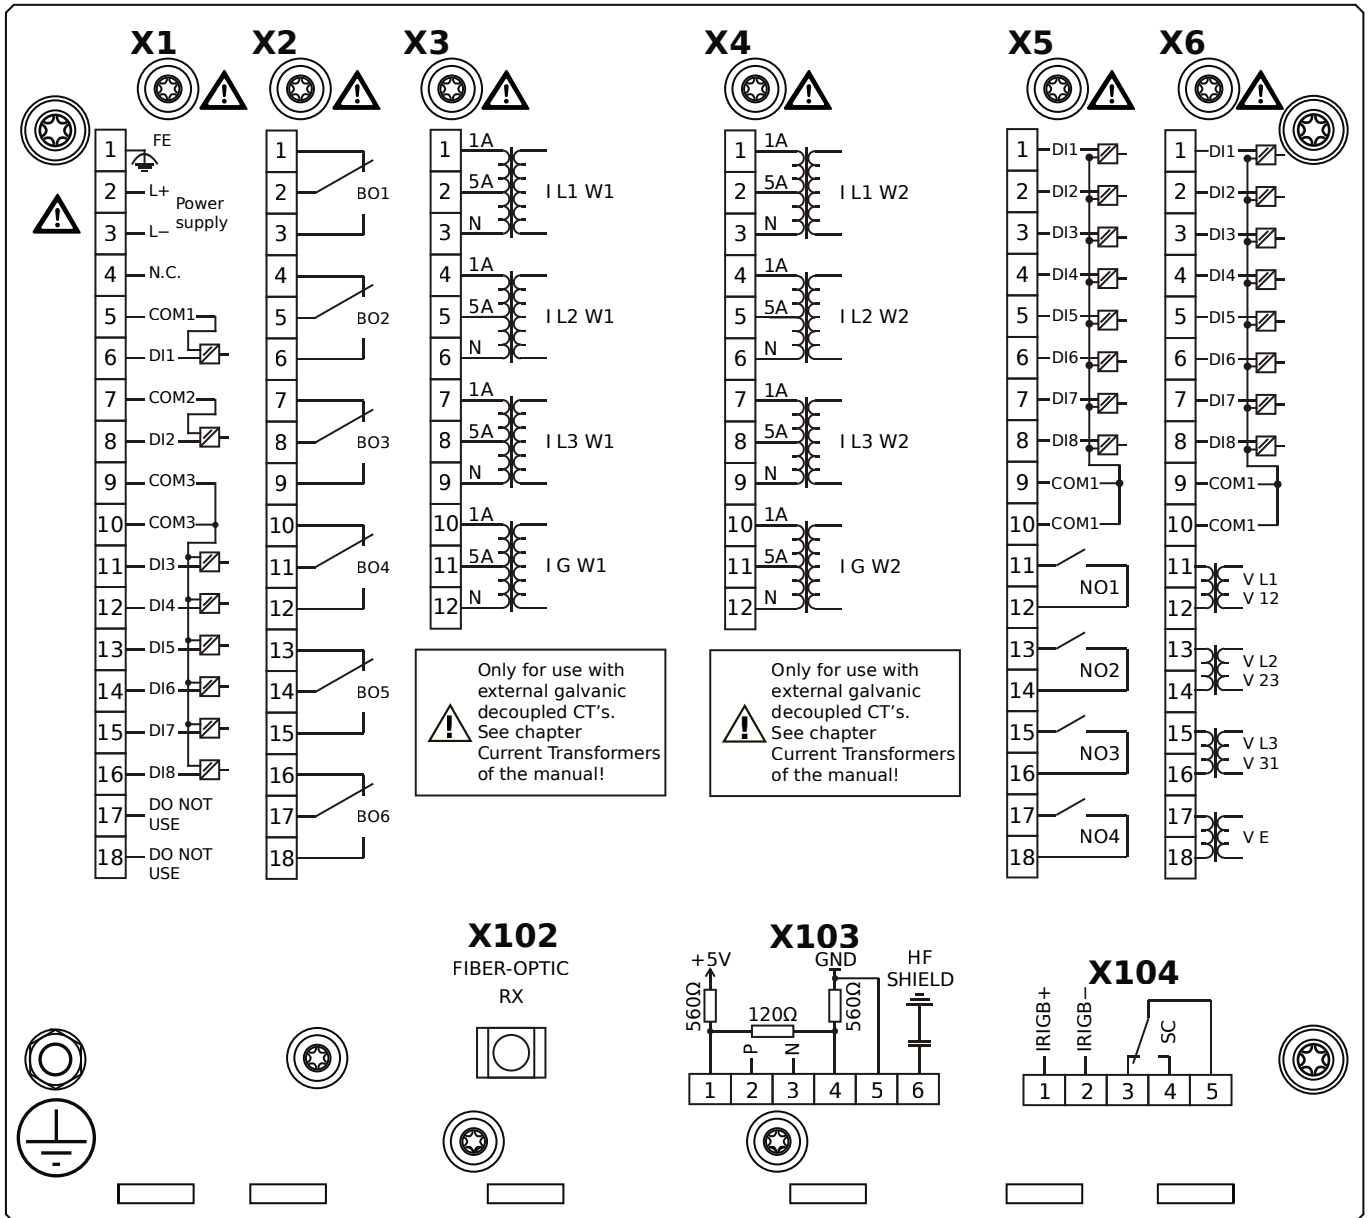 X1
X2
X3
X4
X5
X6
1 FE
2 L+
Power
supply
3 L−
4 N.C.
5 COM1
6 DI1
7 COM2
8 DI2
9 COM3
10 COM3
11 DI3
12 DI4
13 DI5
14 DI6
15 DI7
16 DI8
17 DO NOT
USE
18 DO NOT
USE
1
2 BO1
3
4
5 BO2
6
7
8 BO3
9
10
11 BO4
12
13
14 BO5
15
16
17 BO6
18
1 1A
2 5A I L1 W1
3 N
4 1A
5 5A I L2 W1
6 N
7 1A
8 5A I L3 W1
9 N
10 1A
11 5A I G W1
12 N
Only for use with
external galvanic
decoupled CT's.
See chapter
Current Transformers
of the manual!
1 1A
2 5A I L1 W2
3 N
4 1A
5 5A I L2 W2
6 N
7 1A
8 5A I L3 W2
9 N
10 1A
11 5A I G W2
12 N
Only for use with
external galvanic
decoupled CT's.
See chapter
Current Transformers
of the manual!
1 DI1
2 DI2
3 DI3
4 DI4
5 DI5
6 DI6
7 DI7
8 DI8
9 COM1
10 COM1
11
NO1
12
13
NO2
14
15
NO3
16
17
NO4
18
1 DI1
2 DI2
3 DI3
4 DI4
5 DI5
6 DI6
7 DI7
8 DI8
9 COM1
10 COM1
11 V L1
12 V 12
13 V L2
14 V 23
15 V L3
16 V 31
17
V E
18
X102
FIBER-OPTIC
RX
X103
+5V GND HF
SHIELD
560Ω 120Ω 560Ω
P N
1 2 3 4 5 6
X104
IRIGB+ IRIGB− SC
1 2 3 4 5